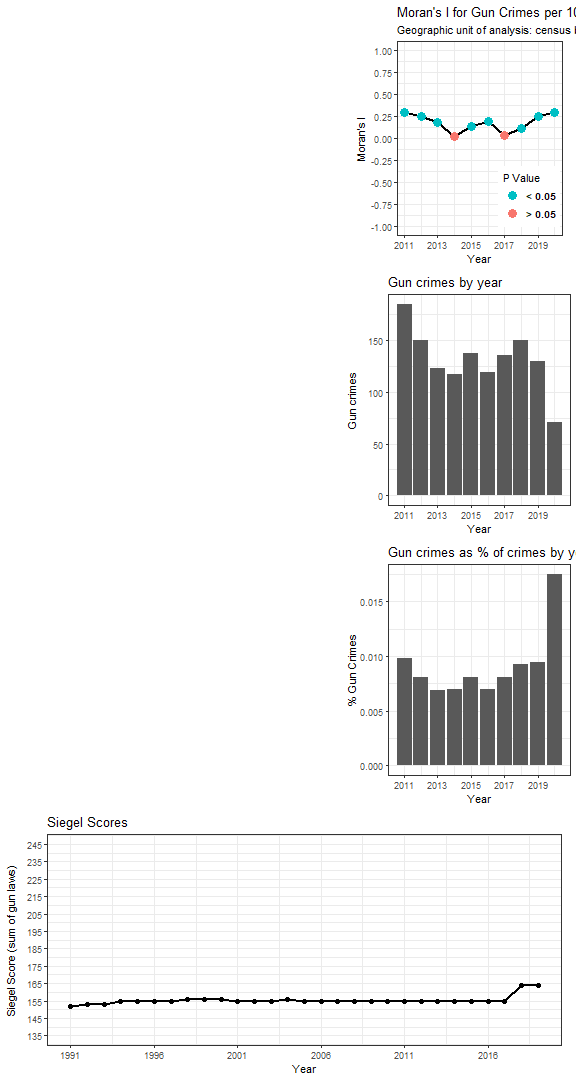 Moran's I for Gun Crimes per 10
Geographic unit of analysis: census
1.00
0.75
0.50
0.25
0.00
-0.25
-0.50
-0.75
-1.00
Moran's I
P Value
< 0.05
> 0.05
2011 2013 2015 2017 2019
Year
Gun crimes by year
150
100
50
0
Gun crimes
2011 2013 2015 2017 2019
Year
Gun crimes as % of crimes by y
0.015
0.010
0.005
0.000
% Gun Crimes
2011 2013 2015 2017 2019
Year
Siegel Scores
245
235
225
215
205
195
185
175
165
155
145
135
Siegel Score (sum of gun laws)
1991 1996 2001 2006 2011 2016
Year